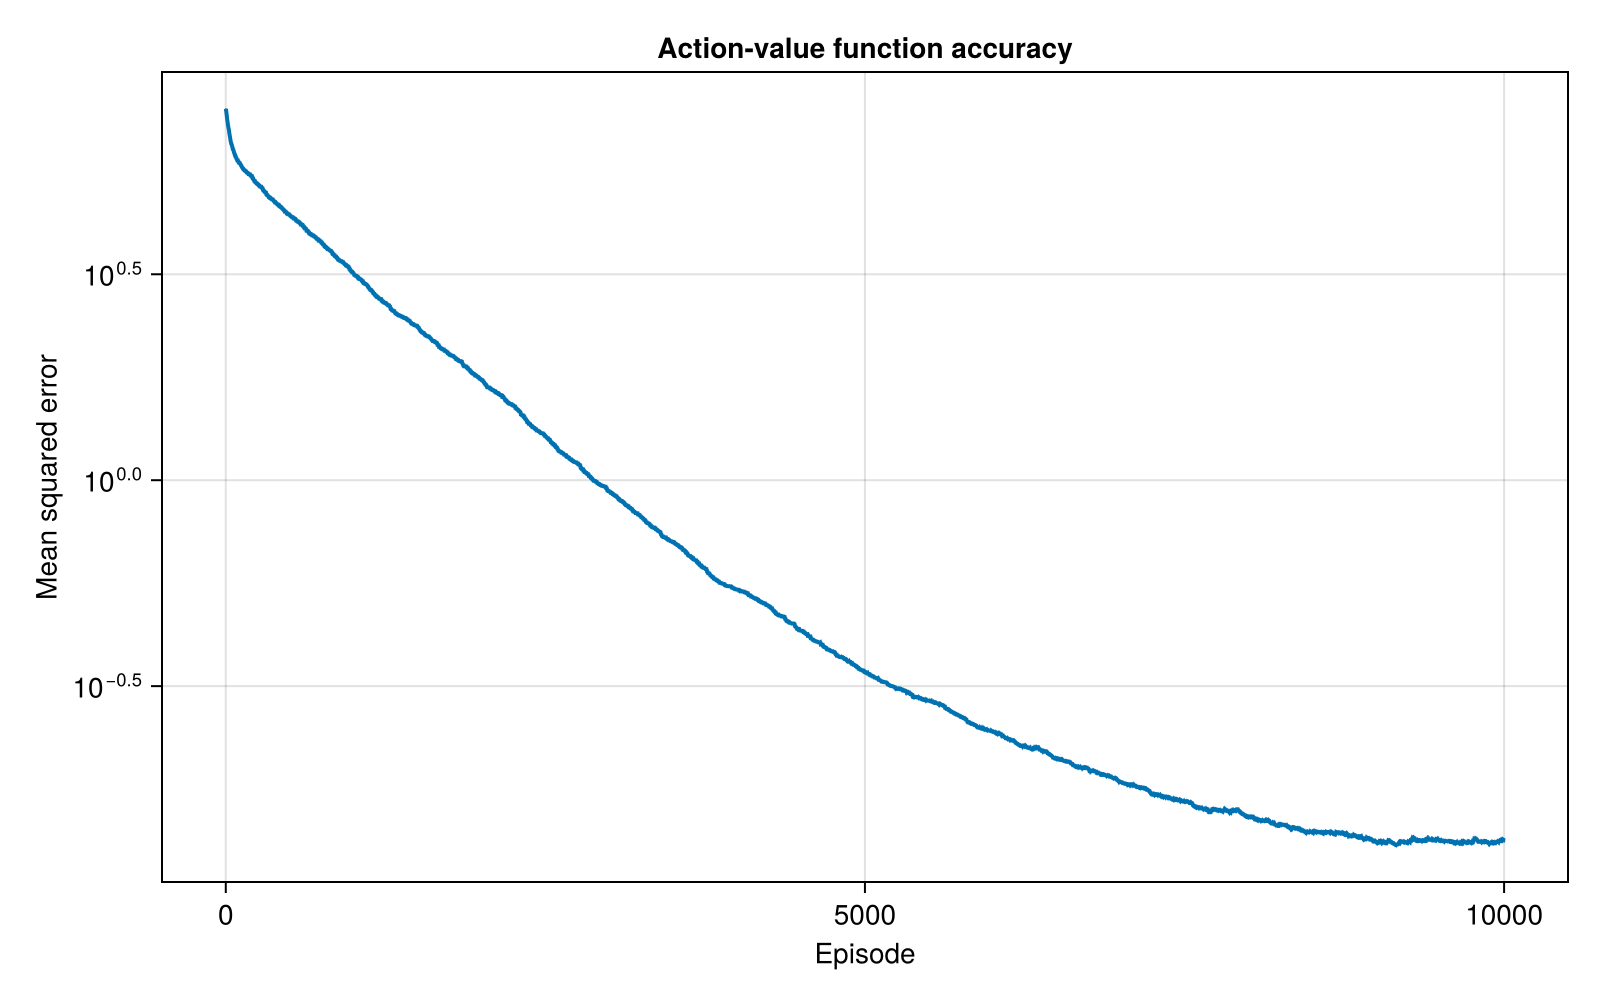 Action-value function accuracy
Mean squared error
10^0.5
10^0.0
10^−0.5
0 5000 10000
Episode